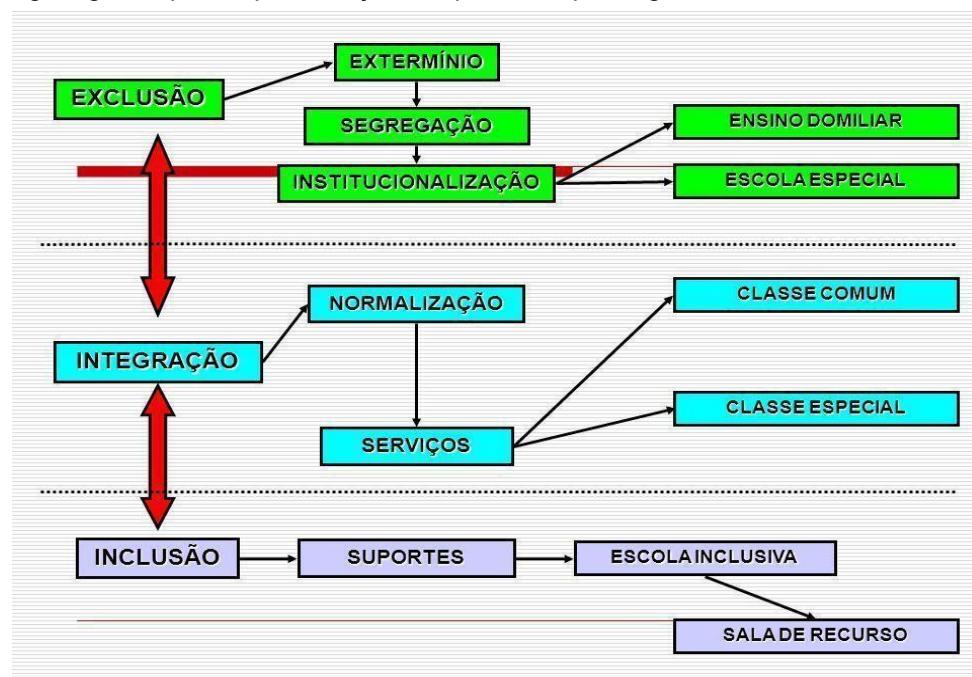 EXTERMÍNIO
EXCLUSÃO
SEGREGAÇÃO
ENSINO DOMILIAR
INSTITUCIONALIZAÇÃO
ESCOLA ESPECIAL
NORMALIZAÇÃO
CLASSE COMUM
INTEGRAÇÃO
CLASSE ESPECIAL
SERVIÇOS
INCLUSÃO
SUPORTES
ESCOLA INCLUSIVA
SALA DE RECURSO